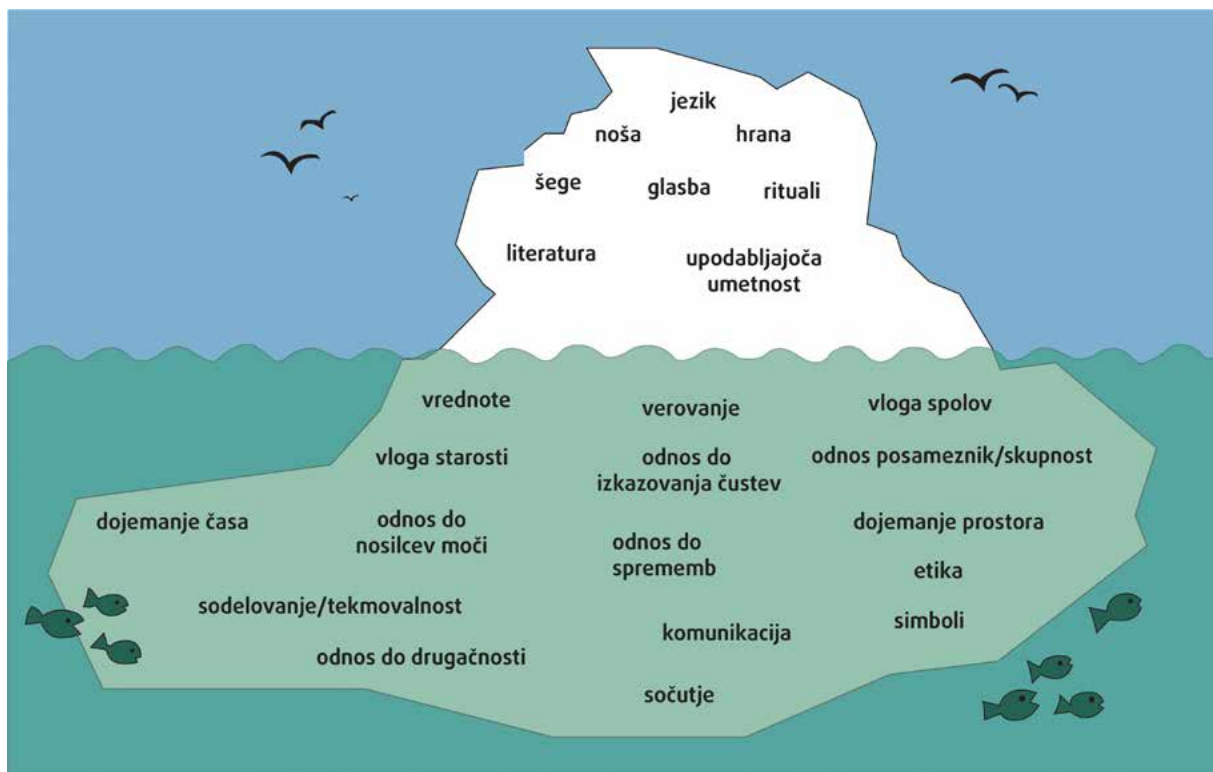 jezik
noša
hrana
šege
glasba
rituali
literatura
upodabljajoča
umetnost
vrednote
verovanje
vloga spolov
vloga starosti
odnos do
izkazovanja čustev
odnos posameznik/skupnost
dojemanje časa
odnos do
nosilcev moči
odnos do
sprememb
dojemanje prostora
etika
sodelovanje/tekmovalnost
komunikacija
simboli
odnos do drugačnosti
sočutje